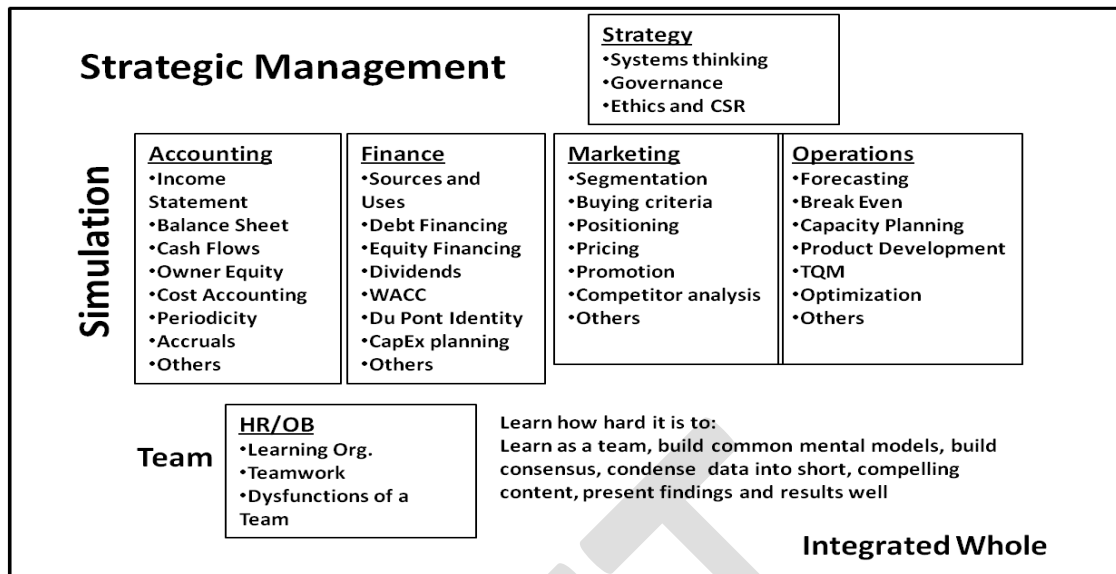 Strategic Management
Strategy
•Systems thinking
•Governance
•Ethics and CSR
Simulation
Accounting
•Income
Statement
•Balance Sheet
•Cash Flows
•Owner Equity
•Cost Accounting
•Periodicity
•Accruals
•Others
Finance
•Sources and
Uses
•Debt Financing
•Equity Financing
•Dividends
•WACC
•Du Pont Identity
•CapEx planning
•Others
Marketing
•Segmentation
•Buying criteria
•Positioning
•Pricing
•Promotion
•Competitor analysis
•Others
Operations
•Forecasting
•Break Even
•Capacity Planning
•Product Development
•TQM
•Optimization
•Others
Team
HR/OB
•Learning Org.
•Teamwork
•Dysfunctions of a
Team
Learn how hard it is to:
Learn as a team, build common mental models, build
consensus, condense data into short, compelling
content, present findings and results well
Integrated Whole